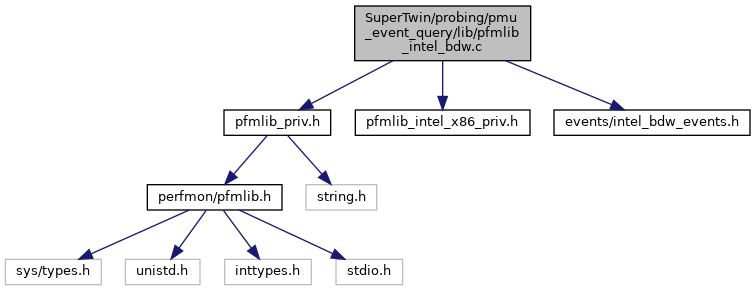 SuperTwin/probing/pmu
_event_query/lib/pfmlib
_intel_bdw.c
pfmlib_priv.h
pfmlib_intel_x86_priv.h
events/intel_bdw_events.h
perfmon/pfmlib.h
string.h
sys/types.h
unistd.h
inttypes.h
stdio.h